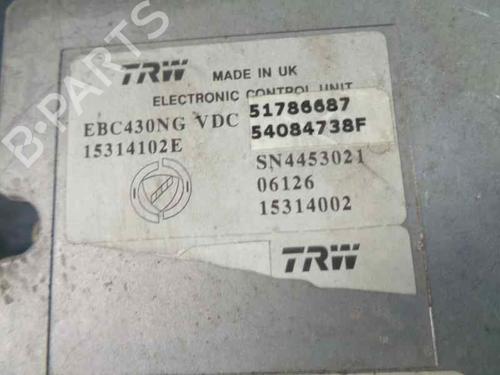 TRW MADE IN UK
ELECTRONIC CONTROL UNIT
EBC430NG VDC 51786687
15314102E 54084738F
SN4453021
06126
15314002
TRW
B-PARTS